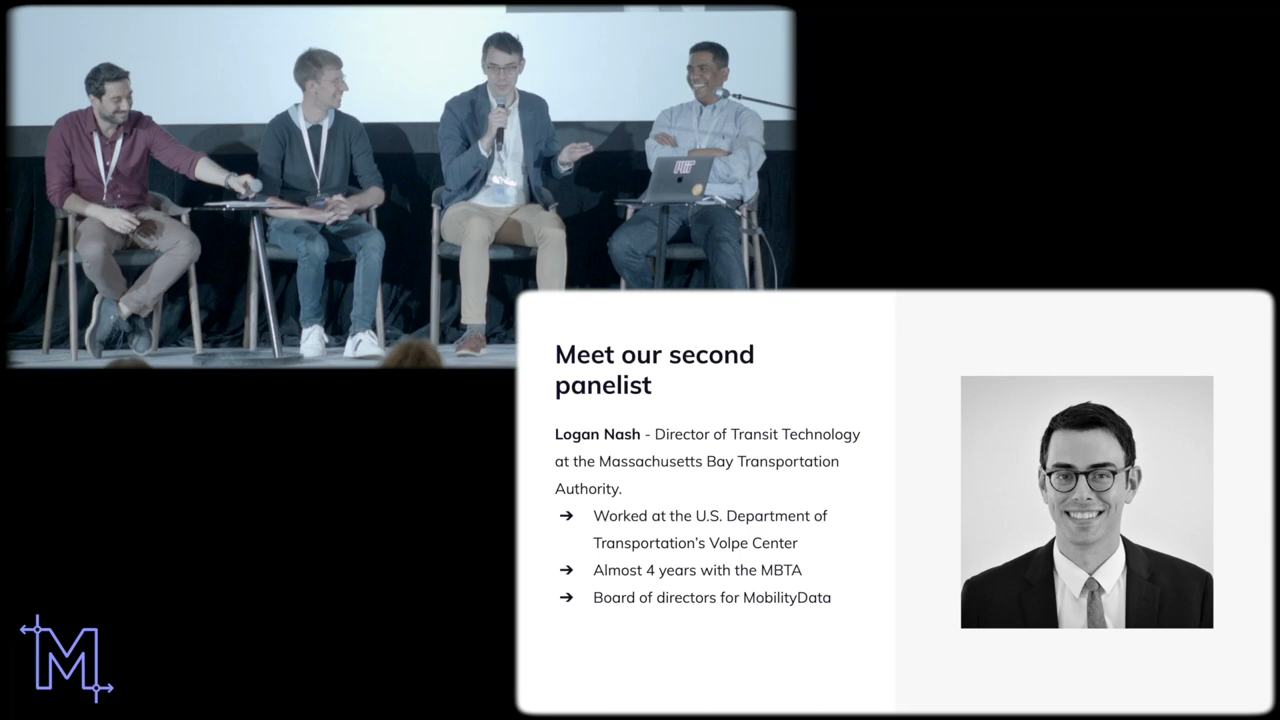 Meet our second
panelist
Logan Nash - Director of Transit Technology
at the Massachusetts Bay Transportation
Authority.
➔ Worked at the U.S. Department of
Transportation's Volpe Center
➔ Almost 4 years with the MBTA
➔ Board of directors for MobilityData
M